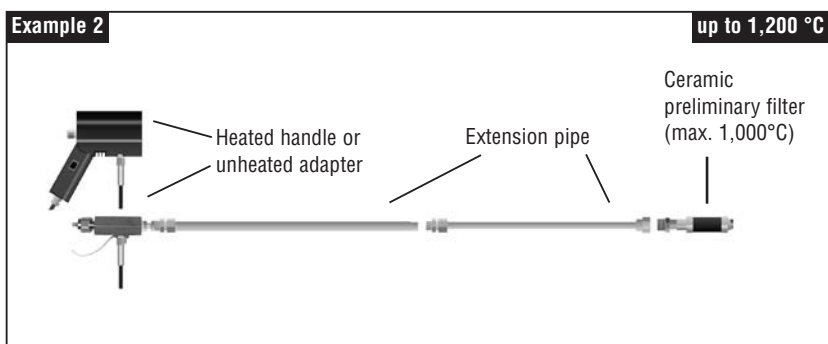 Example 2
up to 1,200 °C
Ceramic
preliminary filter
(max. 1,000°C)
Heated handle or
unheated adapter
Extension pipe